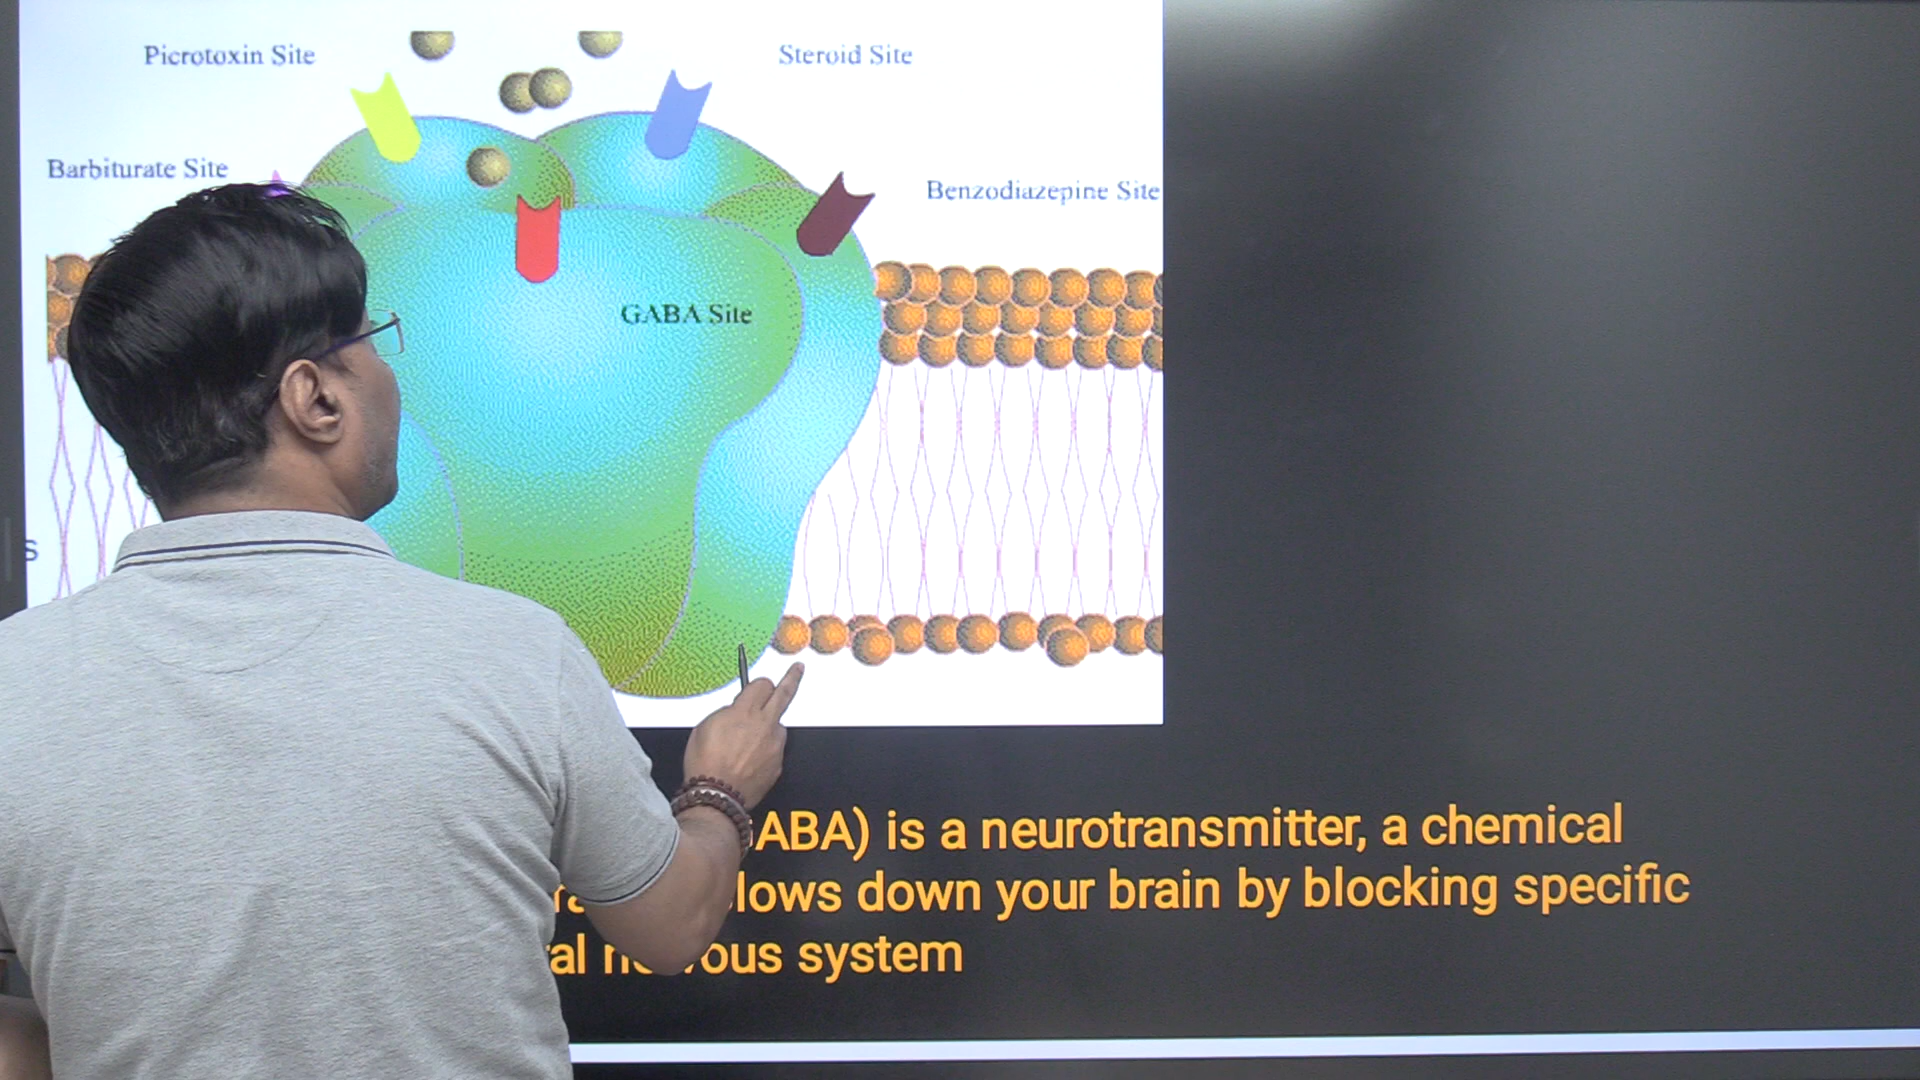 Picrotoxin Site
Steroid Site
Barbiturate Site
Benzodiazepine Site
GABA Site
s
ABA) is a neurotransmitter, a chemical
lows down your brain by blocking specific
al nervous system